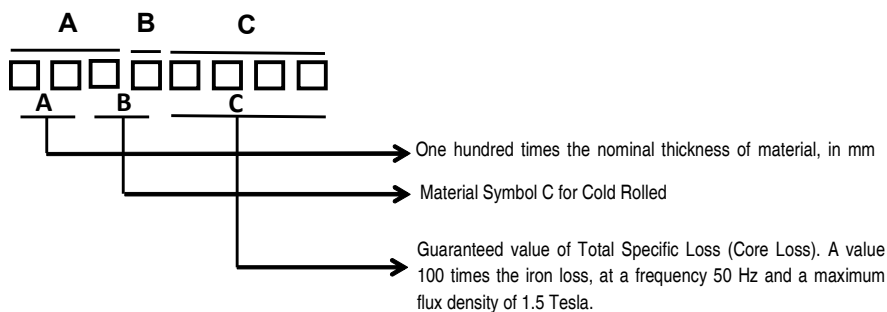 A B C
A B C
One hundred times the nominal thickness of material, in mm
Material Symbol C for Cold Rolled
Guaranteed value of Total Specific Loss (Core Loss). A value
100 times the iron loss, at a frequency 50 Hz and a maximum
flux density of 1.5 Tesla.